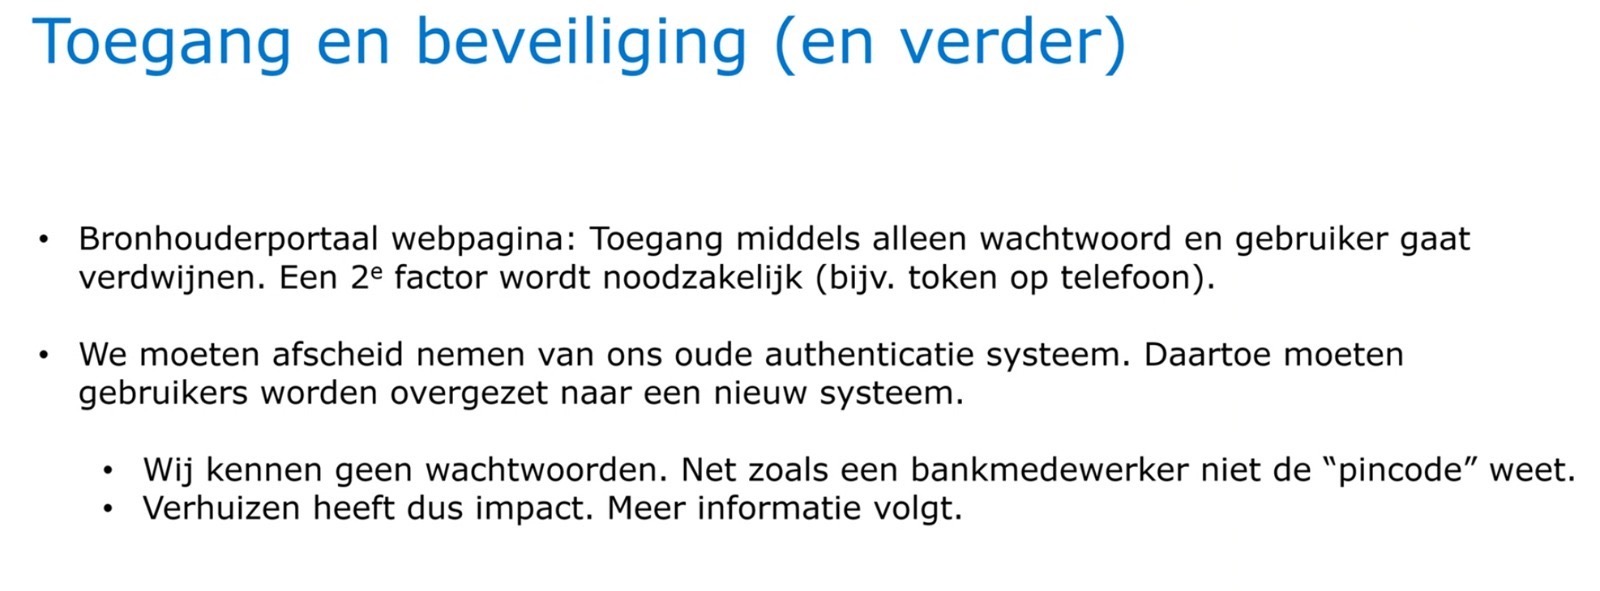 Toegang en beveiliging (en verder)
• Bronhouderportaal webpagina: Toegang middels alleen wachtwoord en gebruiker gaat
verdwijnen. Een 2e factor wordt noodzakelijk (bijv. token op telefoon).
• We moeten afscheid nemen van ons oude authenticatie systeem. Daartoe moeten
gebruikers worden overgezet naar een nieuw systeem.
• Wij kennen geen wachtwoorden. Net zoals een bankmedewerker niet de “pincode” weet.
• Verhuizen heeft dus impact. Meer informatie volgt.